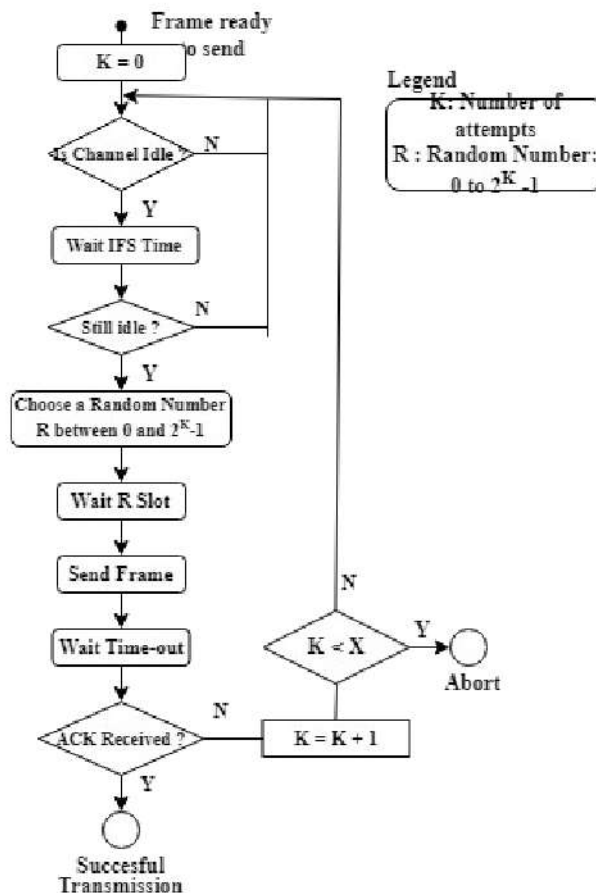 Frame ready
to send
K = 0
Legend
K: Number of
attempts
R : Random Number:
0 to 2^K -1
Is Channel Idle ?
N
Y
Wait IFS Time
Still idle ?
N
Y
Choose a Random Number
R between 0 and 2^K-1
Wait R Slot
Send Frame
N
Wait Time-out
K < X
Y
Abort
ACK Received ?
N
K = K + 1
Y
Succesful
Transmission